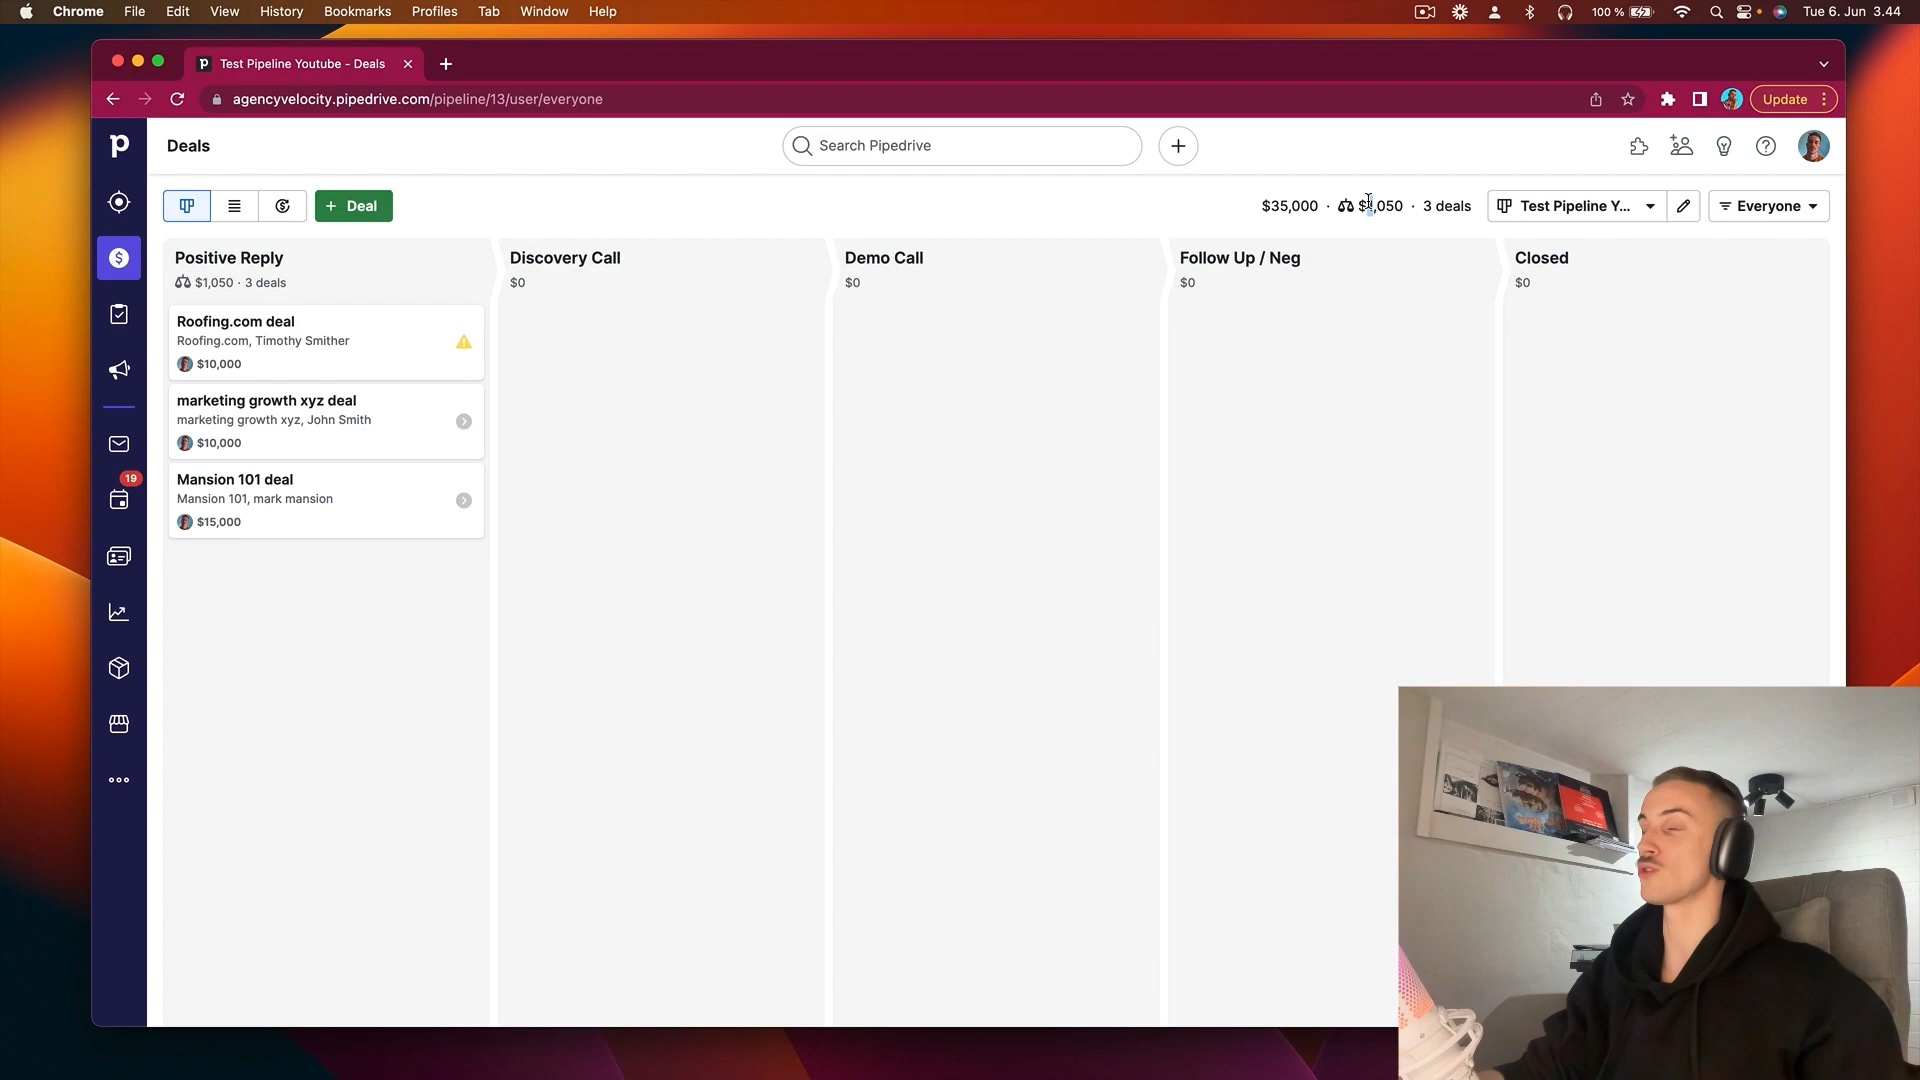 Chrome File Edit View History Bookmarks Profiles Tab Window Help 100 % Tue 6. Jun 3.44
Test Pipeline Youtube - Deals
agencyvelocity.pipedrive.com/pipeline/13/user/everyone Update
Deals Search Pipedrive
+ Deal $35,000 · $1,050 · 3 deals Test Pipeline Y... Everyone
Positive Reply
$1,050 · 3 deals
Roofing.com deal
Roofing.com, Timothy Smither
$10,000
marketing growth xyz deal
marketing growth xyz, John Smith
$10,000
Mansion 101 deal
Mansion 101, mark mansion
$15,000
Discovery Call
$0
Demo Call
$0
Follow Up / Neg
$0
Closed
$0
19